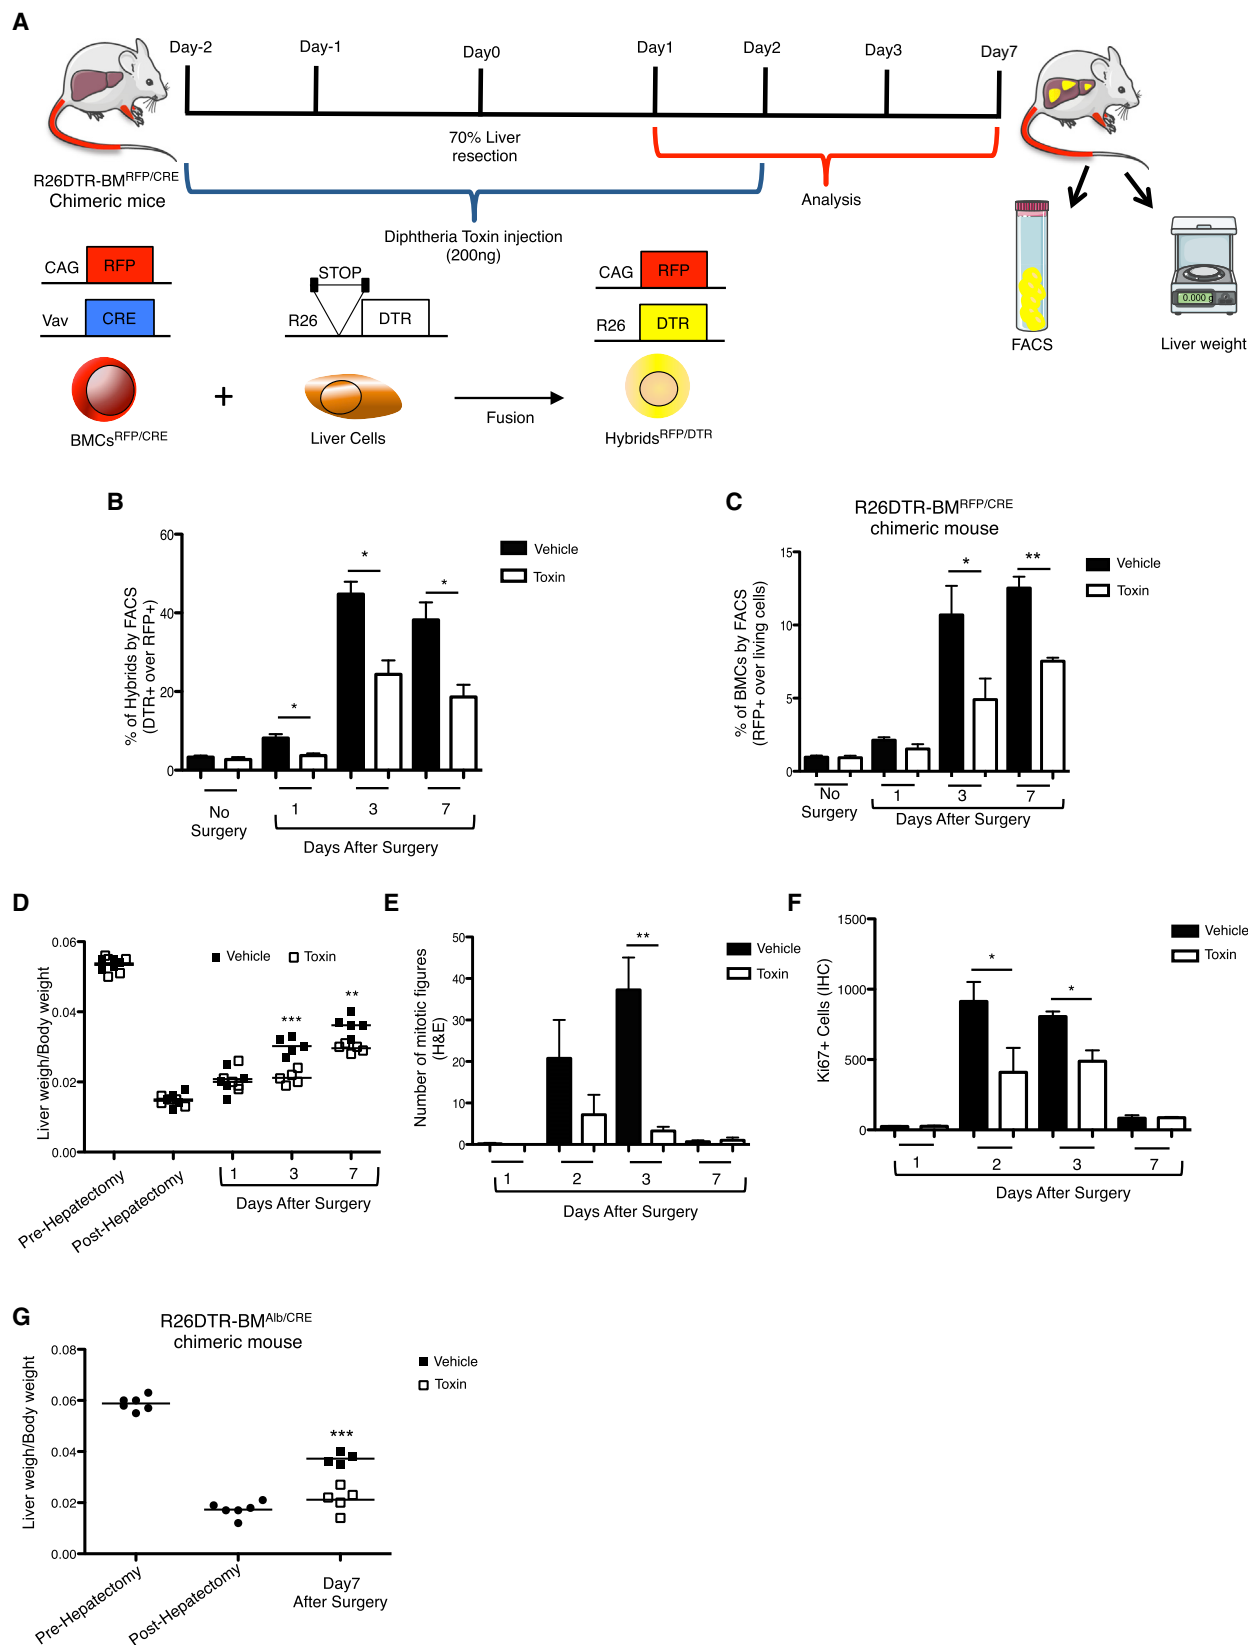 A
Day-2
Day-1
Day0
Day1
Day2
Day3
Day7
70% Liver
resection
R26DTR-BMRFP/CRE
Chimeric mice
Analysis
Diphtheria Toxin injection
(200ng)
CAG
RFP
Vav
CRE
STOP
R26
DTR
CAG
RFP
R26
DTR
0.000 g
FACS
Liver weight
+
Fusion
BMCsRFP/CRE
Liver Cells
HybridsRFP/DTR
B
60
40
20
0
% of Hybrids by FACS
(DTR+ over RFP+)
*
*
*
Vehicle
Toxin
No
Surgery
1
3
7
Days After Surgery
C
R26DTR-BMRFP/CRE
chimeric mouse
15
10
5
0
% of BMCs by FACS
(RFP+ over living cells)
*
**
Vehicle
Toxin
No
Surgery
1
3
7
Days After Surgery
D
0.06
0.04
0.02
0.00
Liver weigh/Body weight
Vehicle
Toxin
***
**
Pre-Hepatectomy
Post-Hepatectomy
1
3
7
Days After Surgery
E
50
40
30
20
10
0
Number of mitotic figures
(H&E)
**
Vehicle
Toxin
1
2
3
7
Days After Surgery
F
1500
1000
500
0
Ki67+ Cells (IHC)
*
*
Vehicle
Toxin
1
2
3
7
Days After Surgery
G
R26DTR-BMAlb/CRE
chimeric mouse
0.08
0.06
0.04
0.02
0.00
Liver weigh/Body weight
***
Vehicle
Toxin
Pre-Hepatectomy
Post-Hepatectomy
Day7
After Surgery